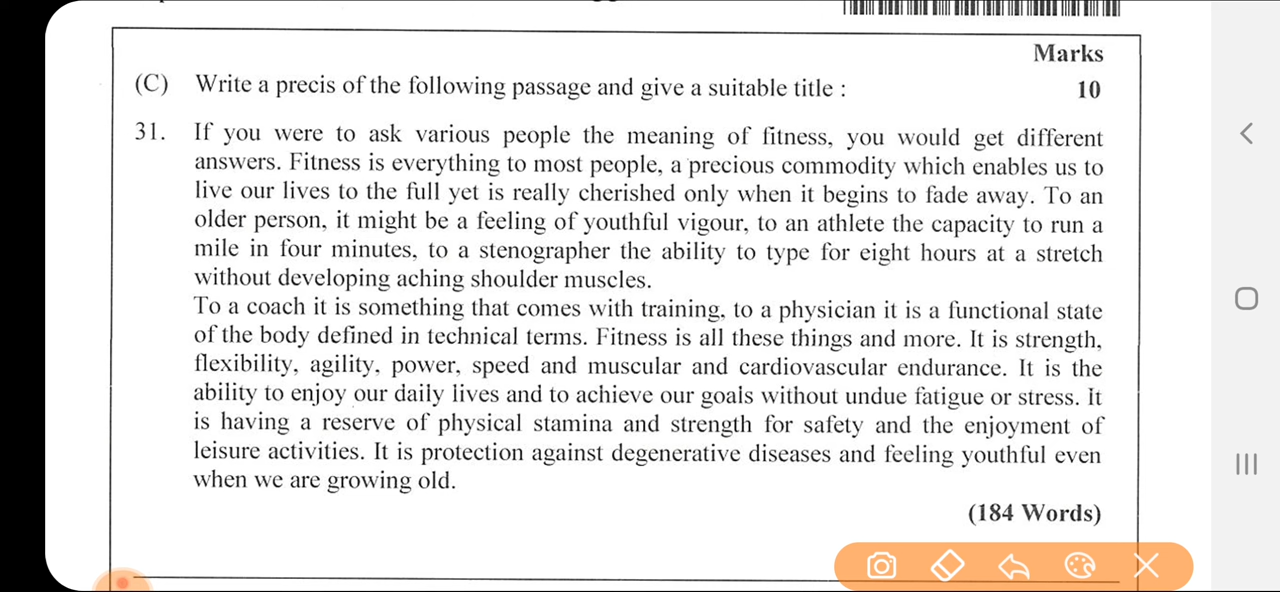 Marks
(C) Write a precis of the following passage and give a suitable title : 10
31. If you were to ask various people the meaning of fitness, you would get different
answers. Fitness is everything to most people, a precious commodity which enables us to
live our lives to the full yet is really cherished only when it begins to fade away. To an
older person, it might be a feeling of youthful vigour, to an athlete the capacity to run a
mile in four minutes, to a stenographer the ability to type for eight hours at a stretch
without developing aching shoulder muscles.
To a coach it is something that comes with training, to a physician it is a functional state
of the body defined in technical terms. Fitness is all these things and more. It is strength,
flexibility, agility, power, speed and muscular and cardiovascular endurance. It is the
ability to enjoy our daily lives and to achieve our goals without undue fatigue or stress. It
is having a reserve of physical stamina and strength for safety and the enjoyment of
leisure activities. It is protection against degenerative diseases and feeling youthful even
when we are growing old.
(184 Words)